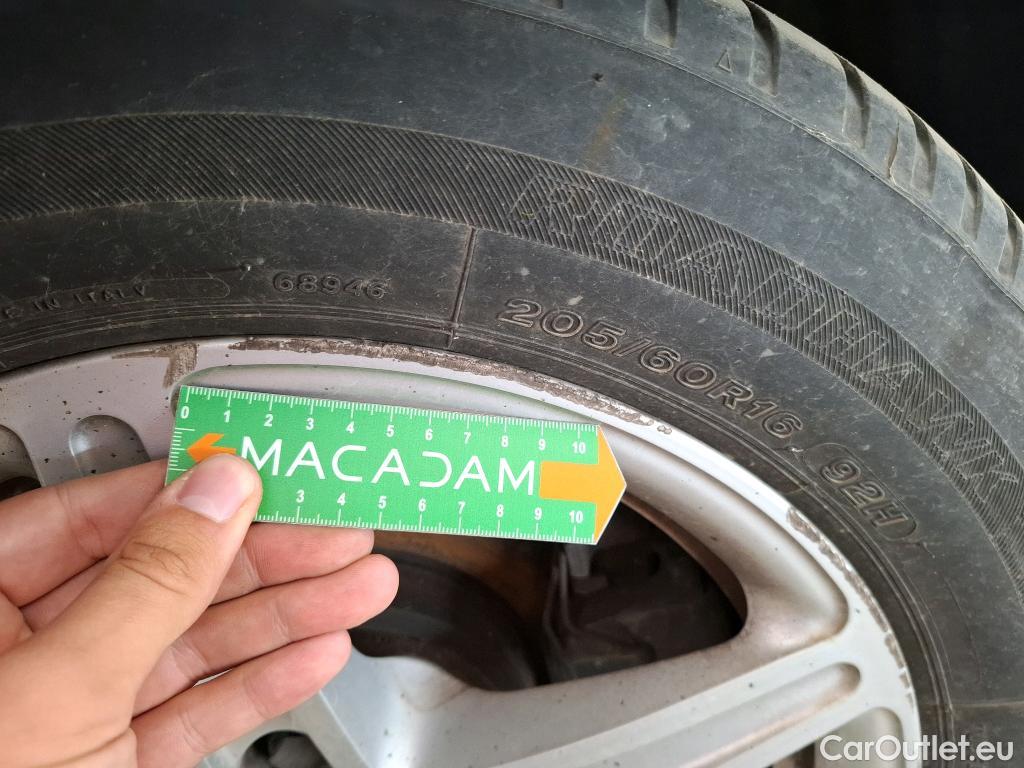 ROADHAWK
205/60R16 92H
68946
IN ITALY
0 1 2 3 4 5 6 7 8 9 10
MACADAM
3 4 5 6 7 8 9 10
CarOutlet.eu